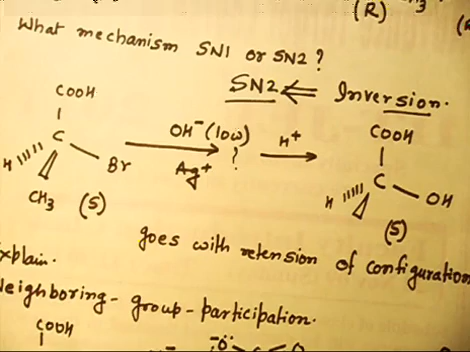 (R)
What mechanism SN1 or SN2 ?
SN2 ⇐ Inversion.
COOH
C
H
Br
CH3 (S)
OH⁻ (low)
Ag+
?
H+
COOH
C
H
OH
(S)
goes with retension of configuration
xplain.
Neighboring-group-participation.
COOH